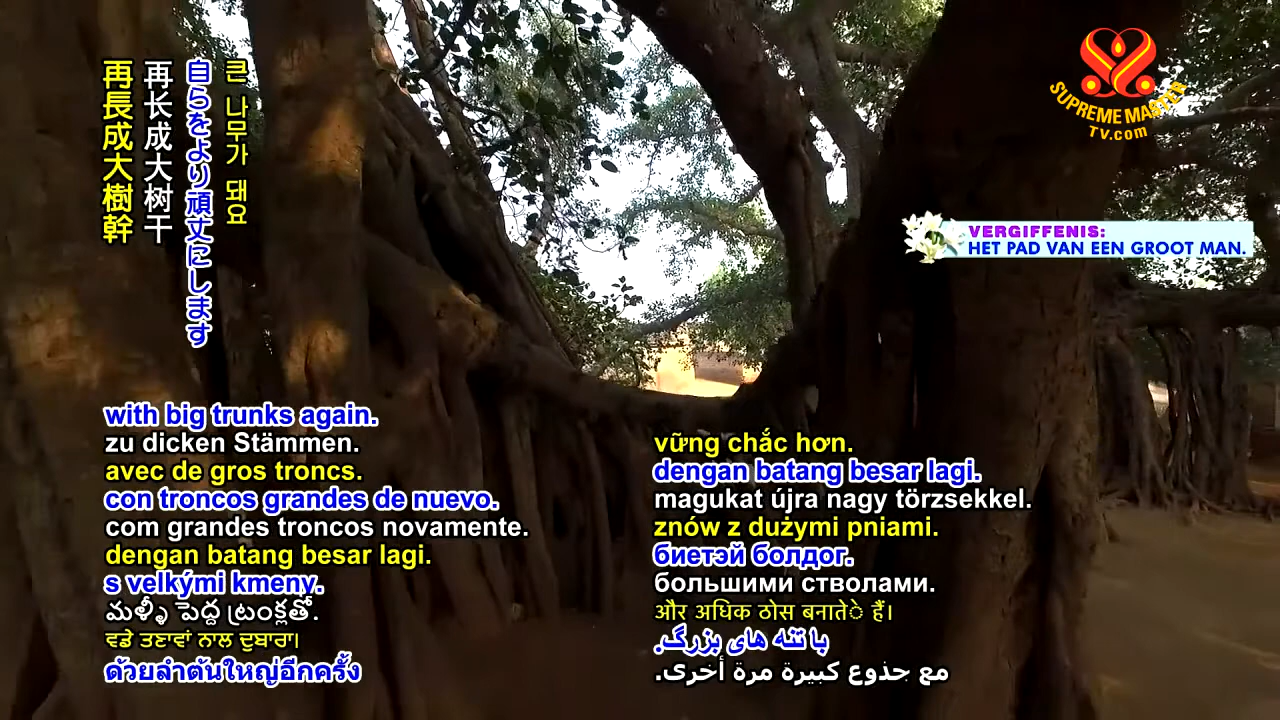 再長成大樹幹
再长成大树干
自らをより頑丈にします
큰 나무가 돼요
SUPREME MASTER
TV.com
VERGIFFENIS:
HET PAD VAN EEN GROOT MAN.
with big trunks again.
zu dicken Stämmen.
avec de gros troncs.
con troncos grandes de nuevo.
com grandes troncos novamente.
dengan batang besar lagi.
s velkými kmeny.
మళ్ళీ పెద్ద ట్రంక్లతో.
ਵਡੇ ਤਣਾਵਾਂ ਨਾਲ ਦੁਬਾਰਾ।
ด้วยลำต้นใหญ่อีกครั้ง
vững chắc hơn.
dengan batang besar lagi.
magukat újra nagy törzsekkel.
znów z dużymi pniami.
биетэй болдог.
большими стволами.
और अधिक ठोस बनातेे हैं।
با تنه های بزرگ.
مع جذوع كبيرة مرة أخرى.